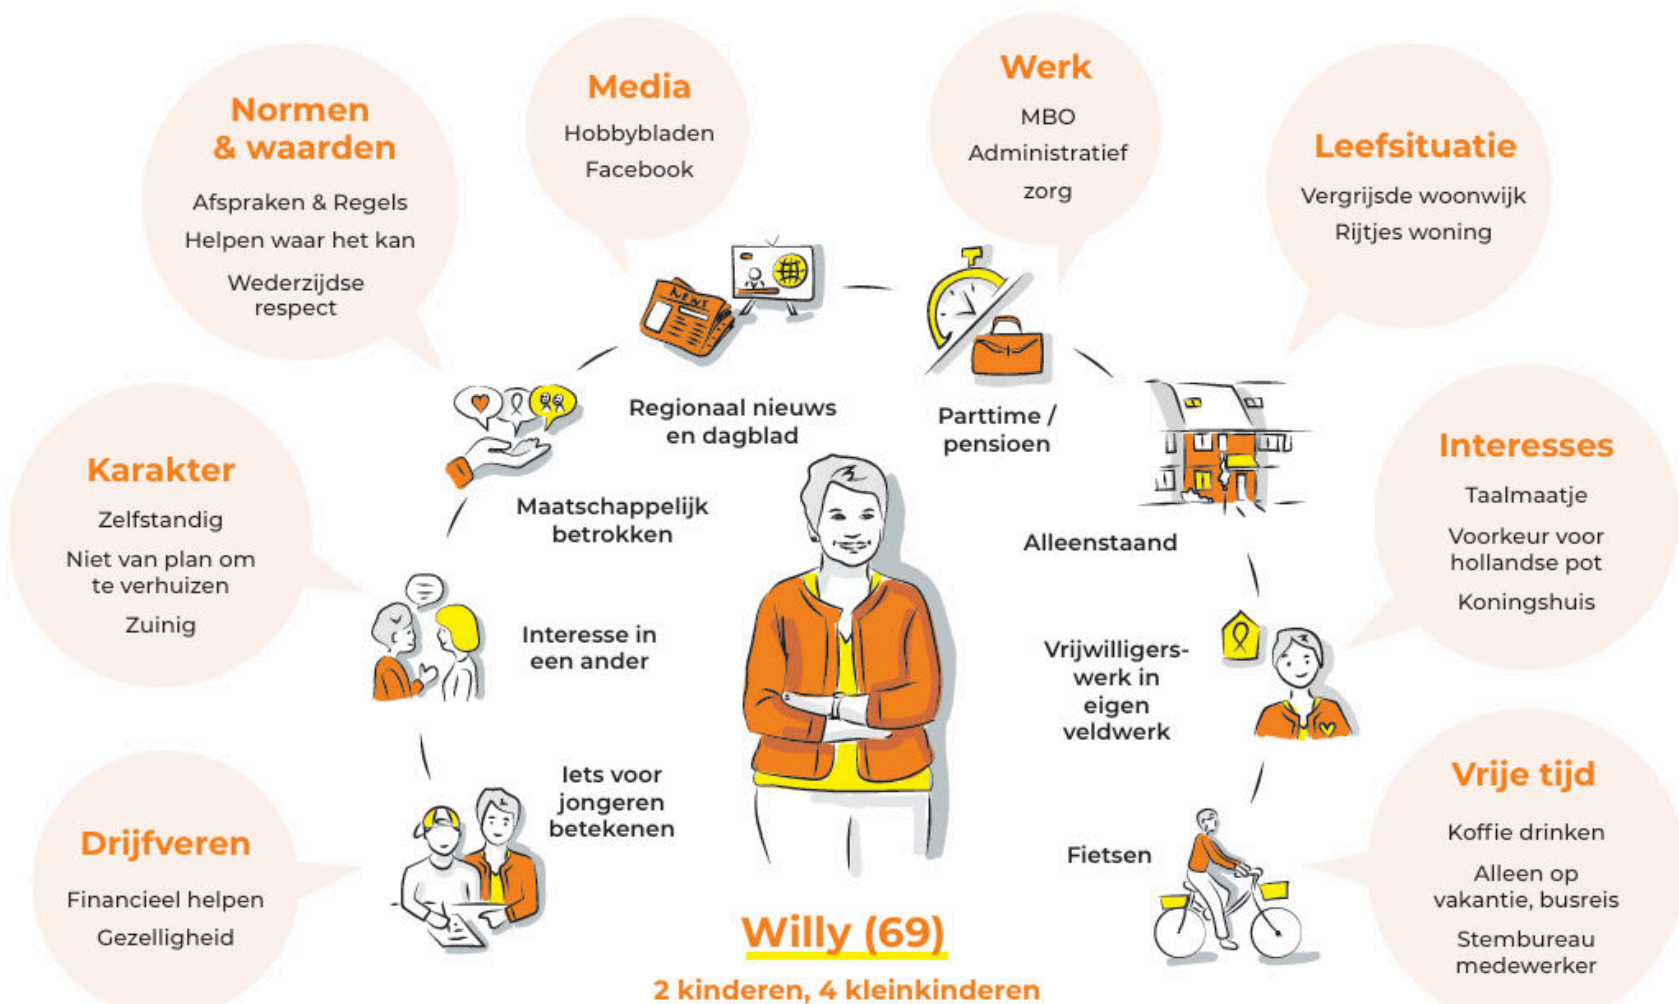 Normen
& waarden
Afspraken & Regels
Helpen waar het kan
Wederzijdse
respect
Media
Hobbybladen
Facebook
Werk
MBO
Administratief
zorg
Leefsituatie
Vergrijsde woonwijk
Rijtjes woning
NEWS
Regionaal nieuws
en dagblad
Parttime /
pensioen
Karakter
Zelfstandig
Niet van plan om
te verhuizen
Zuinig
Maatschappelijk
betrokken
Alleenstaand
Interesses
Taalmaatje
Voorkeur voor
hollandse pot
Koningshuis
Interesse in
een ander
Vrijwilligers-
werk in
eigen
veldwerk
Drijfveren
Financieel helpen
Gezelligheid
Iets voor
jongeren
betekenen
Fietsen
Vrije tijd
Koffie drinken
Alleen op
vakantie, busreis
Stembureau
medewerker
Willy (69)
2 kinderen, 4 kleinkinderen